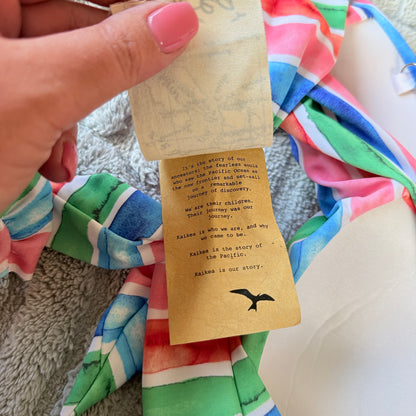 It's the story of our
ancestors; the fearless souls
who saw the Pacific Ocean as
the new frontier and set-sail
on a remarkable
journey of discovery.
We are their children.
Their journey was our
journey.
Kaikea is who we are, and why
we came to be.
Kaikea is the story of
the Pacific.
Kaikea is our story.